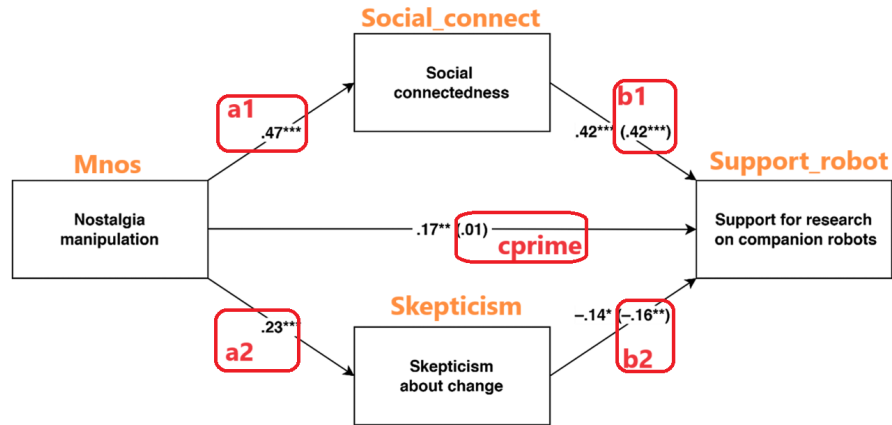 Social_connect
Social
connectedness
a1
.47***
b1
.42*** (.42***)
Mnos
Nostalgia
manipulation
.17** (.01)
cprime
Support_robot
Support for research
on companion robots
Skepticism
.23***
a2
–.14* (–.16**)
b2
Skepticism
about change